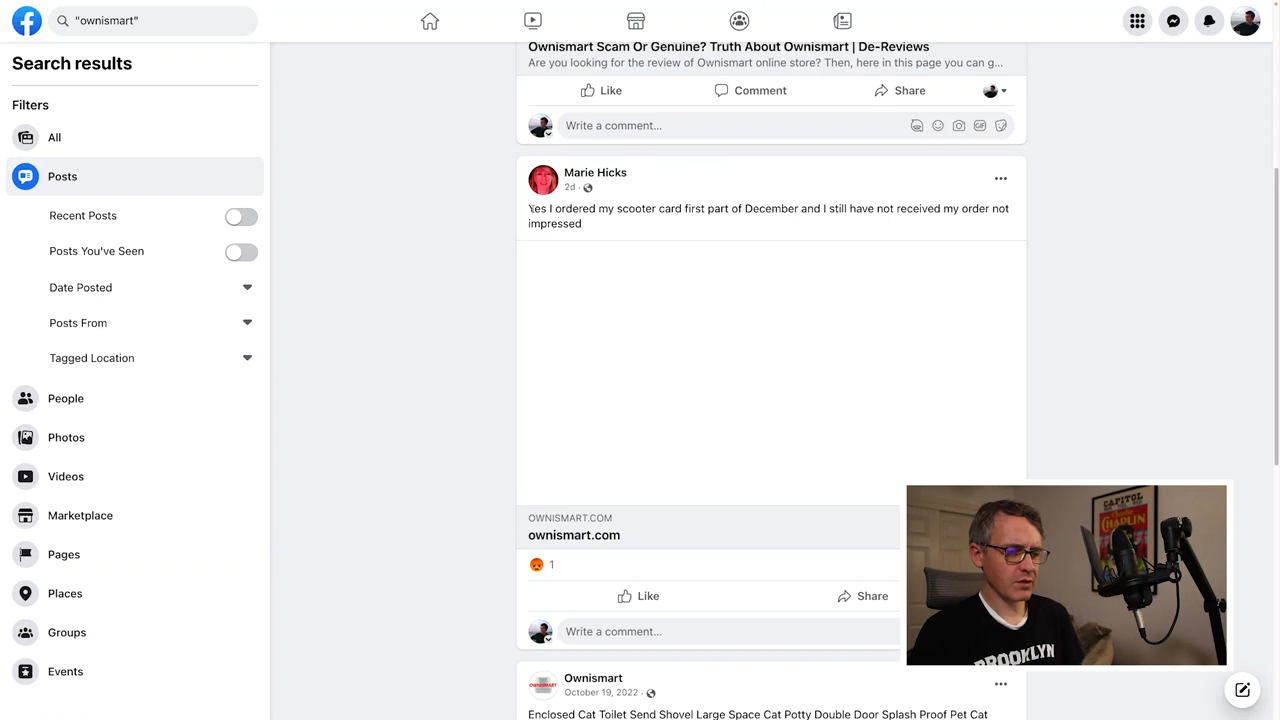 "ownismart"
Search results
Filters
All
Posts
Recent Posts
Posts You've Seen
Date Posted
Posts From
Tagged Location
People
Photos
Videos
Marketplace
Pages
Places
Groups
Events
Ownismart Scam Or Genuine? Truth About Ownismart | De-Reviews
Are you looking for the review of Ownismart online store? Then, here in this page you can g...
Like
Comment
Share
Write a comment...
GIF
Marie Hicks
2d ·
Yes I ordered my scooter card first part of December and I still have not received my order not
impressed
OWNISMART.COM
ownismart.com
1
Like
Share
Write a comment...
OWNISMART
Ownismart
October 19, 2022 ·
Enclosed Cat Toilet Send Shovel Large Space Cat Potty Double Door Splash Proof Pet Cat
CAPITOL
CHAPLIN
BROOKLYN